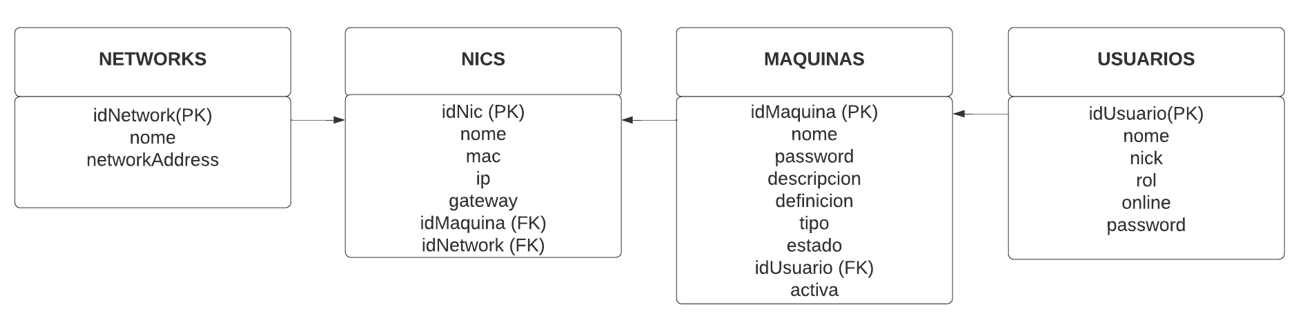 NETWORKS
idNetwork(PK)
nome
networkAddress
NICS
idNic (PK)
nome
mac
ip
gateway
idMaquina (FK)
idNetwork (FK)
MAQUINAS
idMaquina (PK)
nome
password
descripcion
definicion
tipo
estado
idUsuario (FK)
activa
USUARIOS
idUsuario(PK)
nome
nick
rol
online
password